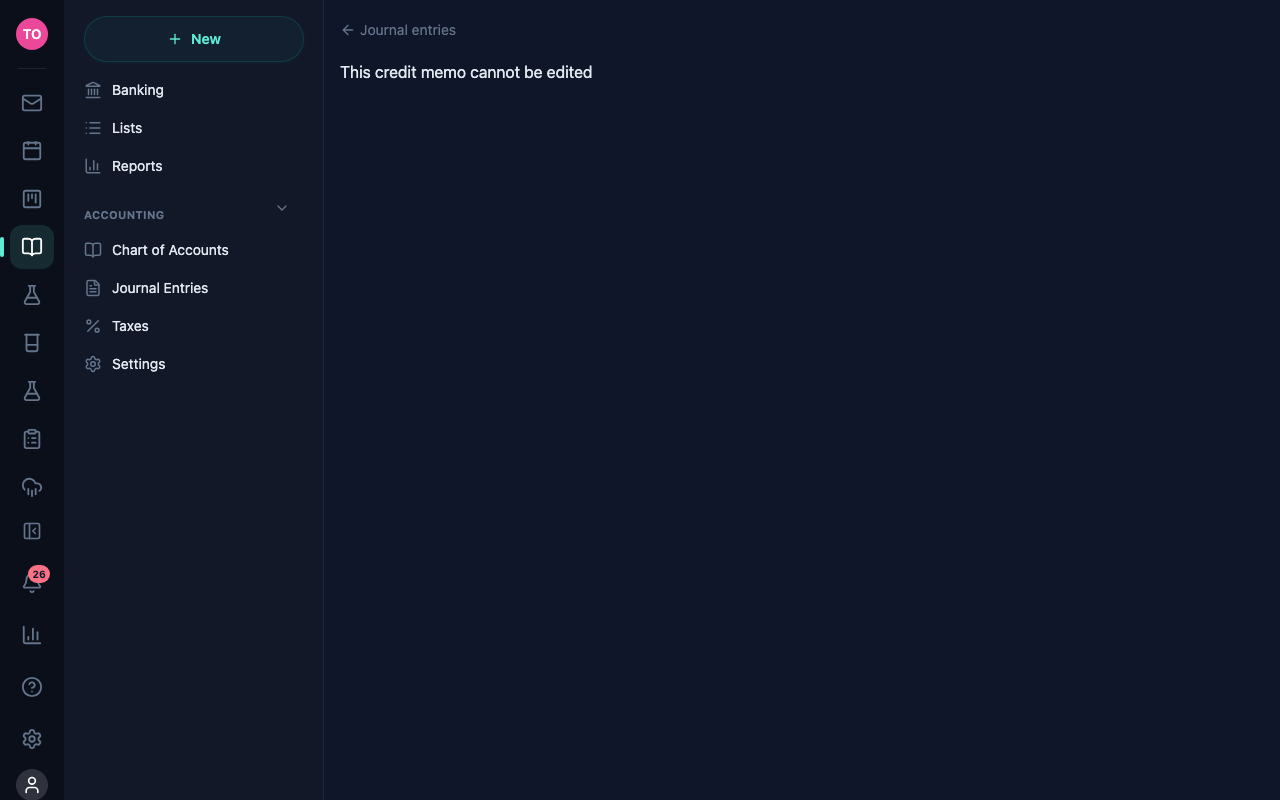 TO
New
Banking
Lists
Reports
ACCOUNTING
Chart of Accounts
Journal Entries
Taxes
Settings
26
Journal entries
This credit memo cannot be edited